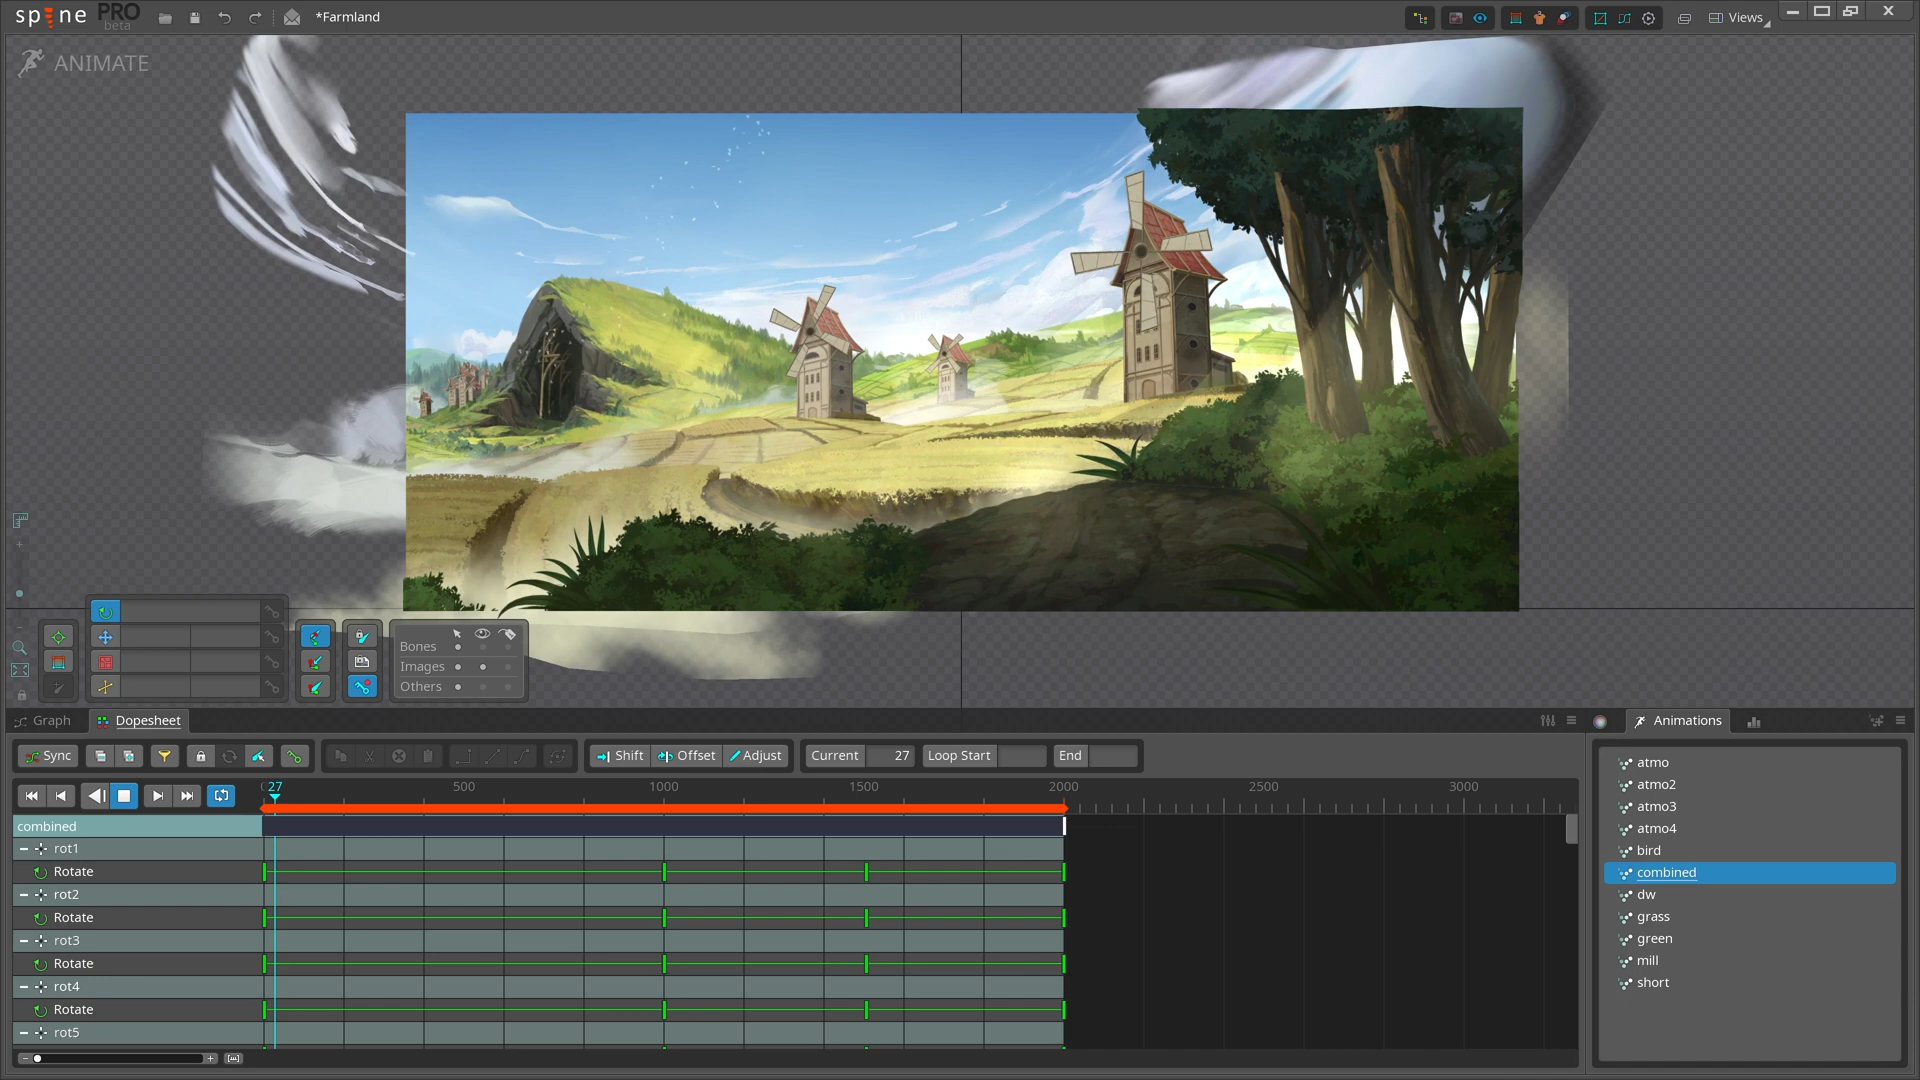 spine PRO
beta
*Farmland
Views
ANIMATE
Bones
Images
Others
Graph
Dopesheet
Animations
Sync
Shift
Offset
Adjust
Current 27
Loop Start
End
0 27 500 1000 1500 2000 2500 3000
combined
rot1
Rotate
rot2
Rotate
rot3
Rotate
rot4
Rotate
rot5
atmo
atmo2
atmo3
atmo4
bird
combined
dw
grass
green
mill
short